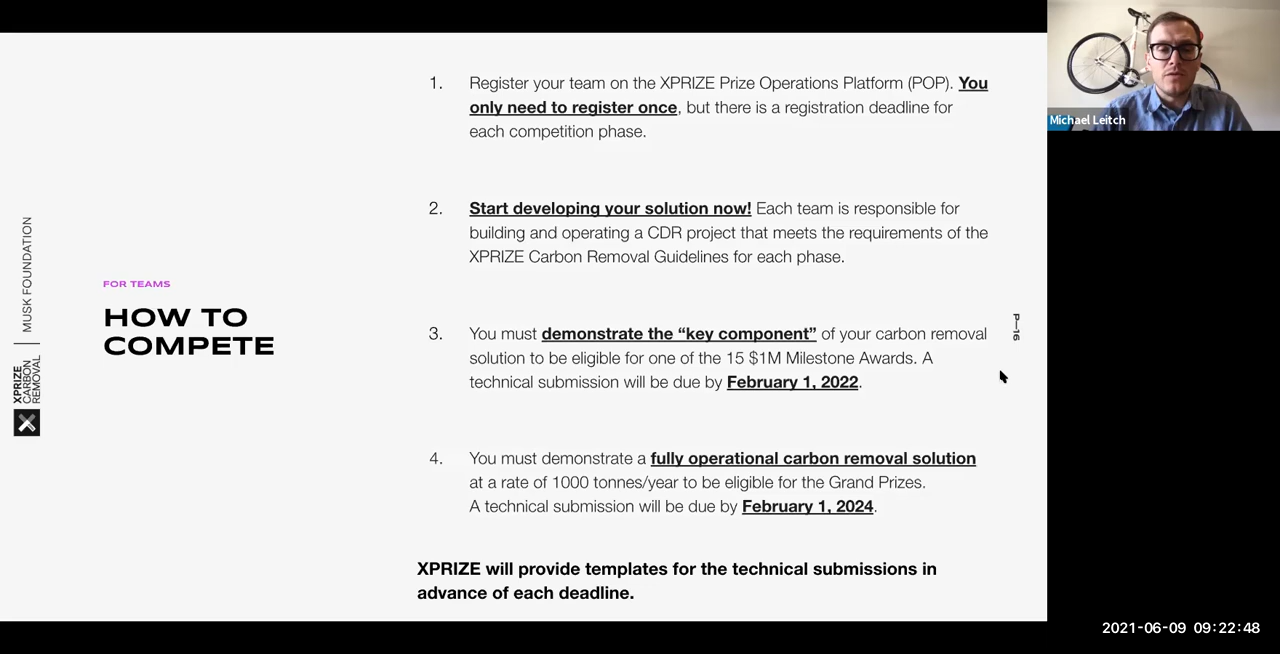 1. Register your team on the XPRIZE Prize Operations Platform (POP). You
only need to register once, but there is a registration deadline for
each competition phase.
2. Start developing your solution now! Each team is responsible for
building and operating a CDR project that meets the requirements of the
XPRIZE Carbon Removal Guidelines for each phase.
FOR TEAMS
HOW TO
COMPETE
3. You must demonstrate the “key component” of your carbon removal
solution to be eligible for one of the 15 $1M Milestone Awards. A
technical submission will be due by February 1, 2022.
4. You must demonstrate a fully operational carbon removal solution
at a rate of 1000 tonnes/year to be eligible for the Grand Prizes.
A technical submission will be due by February 1, 2024.
XPRIZE will provide templates for the technical submissions in
advance of each deadline.
XPRIZE
CARBON
REMOVAL
MUSK FOUNDATION
P—16
Michael Leitch
2021-06-09 09:22:48